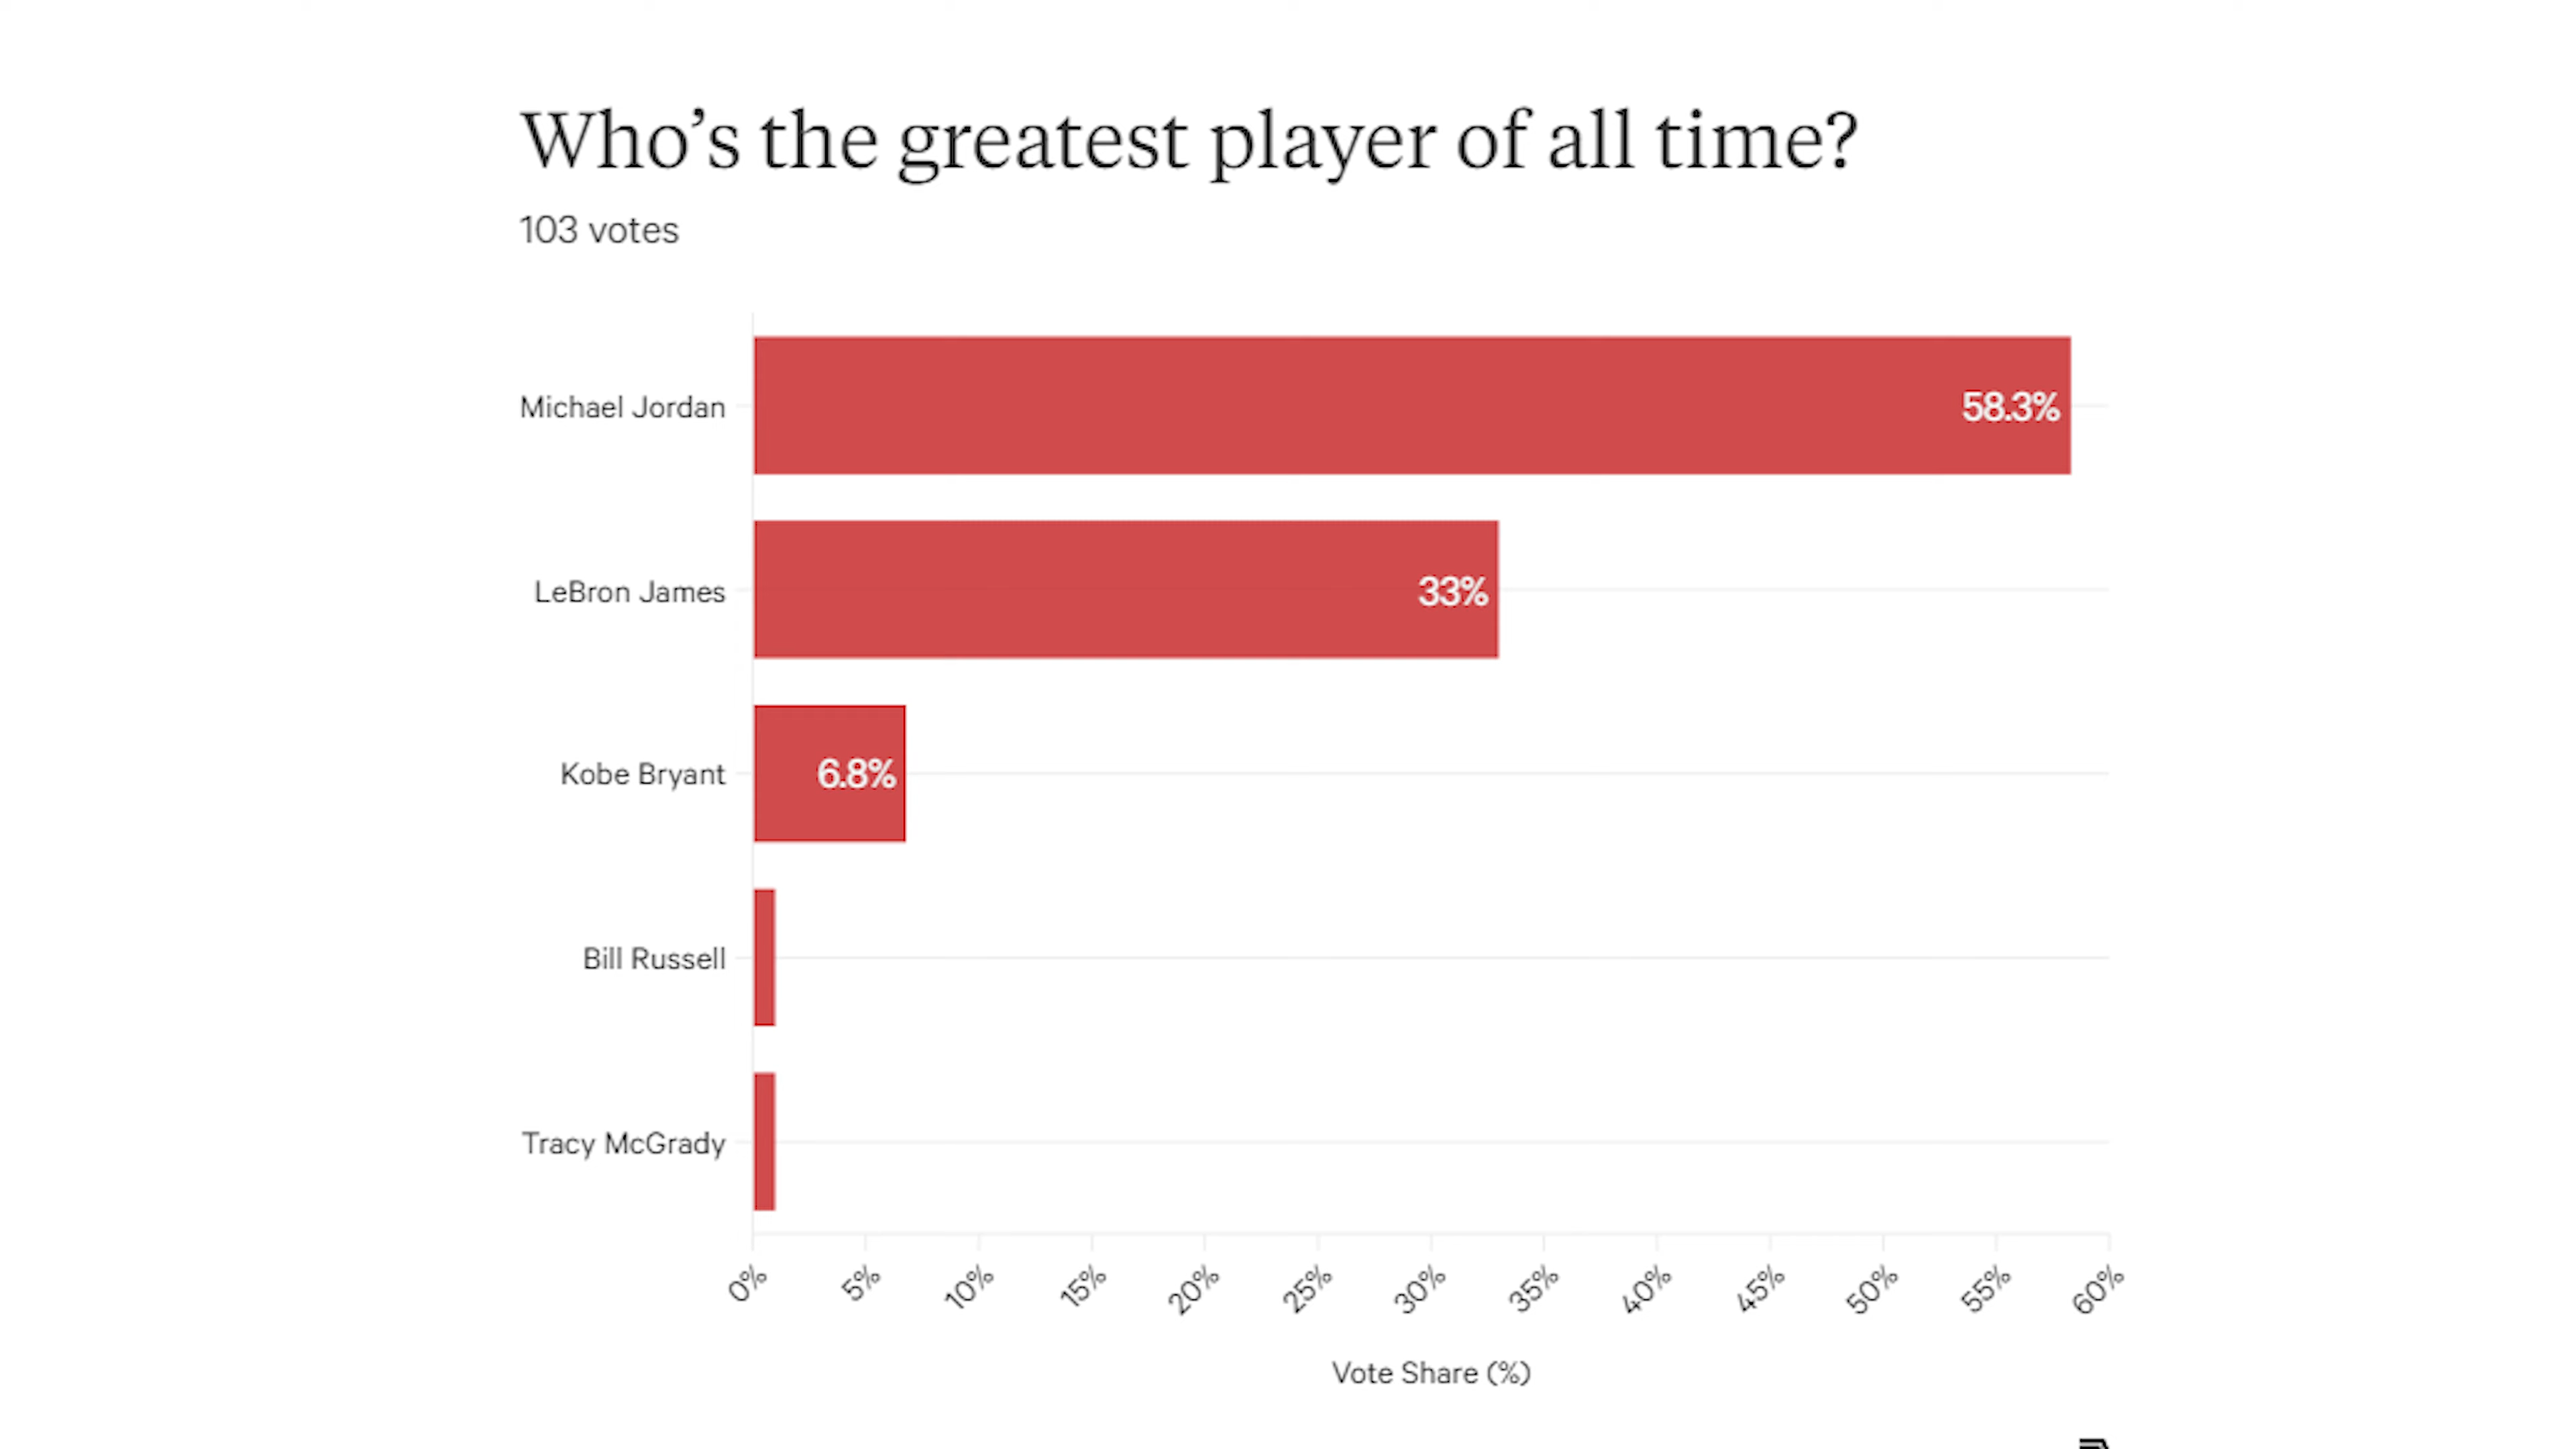 Who’s the greatest player of all time?
103 votes
Michael Jordan
58.3%
LeBron James
33%
Kobe Bryant
6.8%
Bill Russell
Tracy McGrady
0% 5% 10% 15% 20% 25% 30% 35% 40% 45% 50% 55% 60%
Vote Share (%)